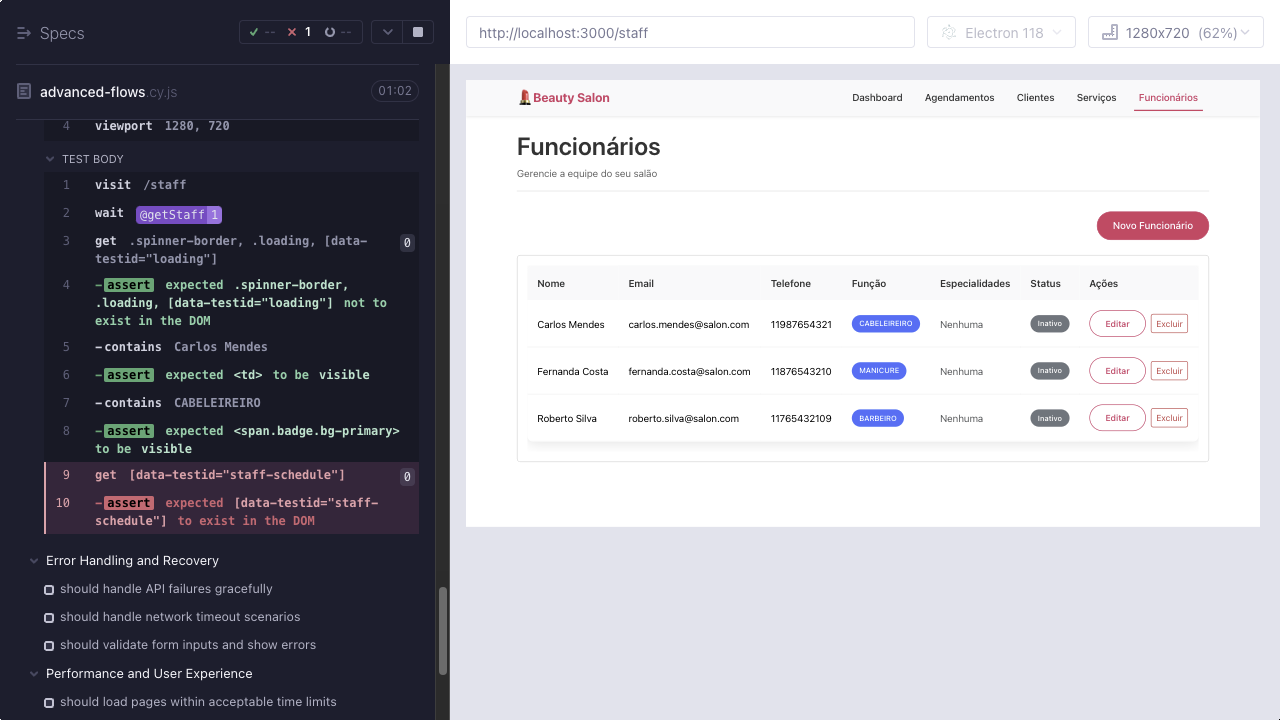 Specs
-- 1 --
advanced-flows.cy.js 01:02
4 viewport 1280, 720
TEST BODY
1 visit /staff
2 wait @getStaff 1
3 get .spinner-border, .loading, [data-
testid="loading"] 0
4 -assert expected .spinner-border,
.loading, [data-testid="loading"] not to
exist in the DOM
5 -contains Carlos Mendes
6 -assert expected <td> to be visible
7 -contains CABELEIREIRO
8 -assert expected <span.badge.bg-primary>
to be visible
9 get [data-testid="staff-schedule"] 0
10 -assert expected [data-testid="staff-
schedule"] to exist in the DOM
Error Handling and Recovery
should handle API failures gracefully
should handle network timeout scenarios
should validate form inputs and show errors
Performance and User Experience
should load pages within acceptable time limits
http://localhost:3000/staff
Electron 118
1280x720 (62%)
Beauty Salon
Dashboard Agendamentos Clientes Serviços Funcionários
Funcionários
Gerencie a equipe do seu salão
Novo Funcionário
Nome Email Telefone Função Especialidades Status Ações
Carlos Mendes carlos.mendes@salon.com 11987654321 CABELEIREIRO Nenhuma Inativo Editar Excluir
Fernanda Costa fernanda.costa@salon.com 11876543210 MANICURE Nenhuma Inativo Editar Excluir
Roberto Silva roberto.silva@salon.com 11765432109 BARBEIRO Nenhuma Inativo Editar Excluir